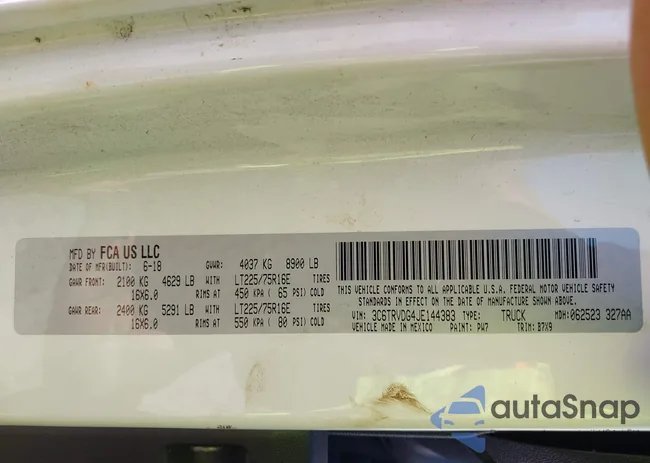 MFD BY FCA US LLC
DATE OF MFR(BUILT): 6-18 GVWR: 4037 KG 8900 LB
GAWR FRONT: 2100 KG 4629 LB LT225/75R16E TIRES
16X6.0 RIMS AT 450 KPA ( 65 PSI) COLD
GAWR REAR: 2400 KG 5291 LB LT225/75R16E TIRES
16X6.0 RIMS AT 550 KPA ( 80 PSI) COLD
THIS VEHICLE CONFORMS TO ALL APPLICABLE U.S.A. FEDERAL MOTOR VEHICLE SAFETY
STANDARDS IN EFFECT ON THE DATE OF MANUFACTURE SHOWN ABOVE.
VIN: 3C6TRVDG4JE144383 TYPE: TRUCK MDH: 062523 327AA
MADE IN MEXICO PAINT: PW7 TRIM: B7X9
autoSnap